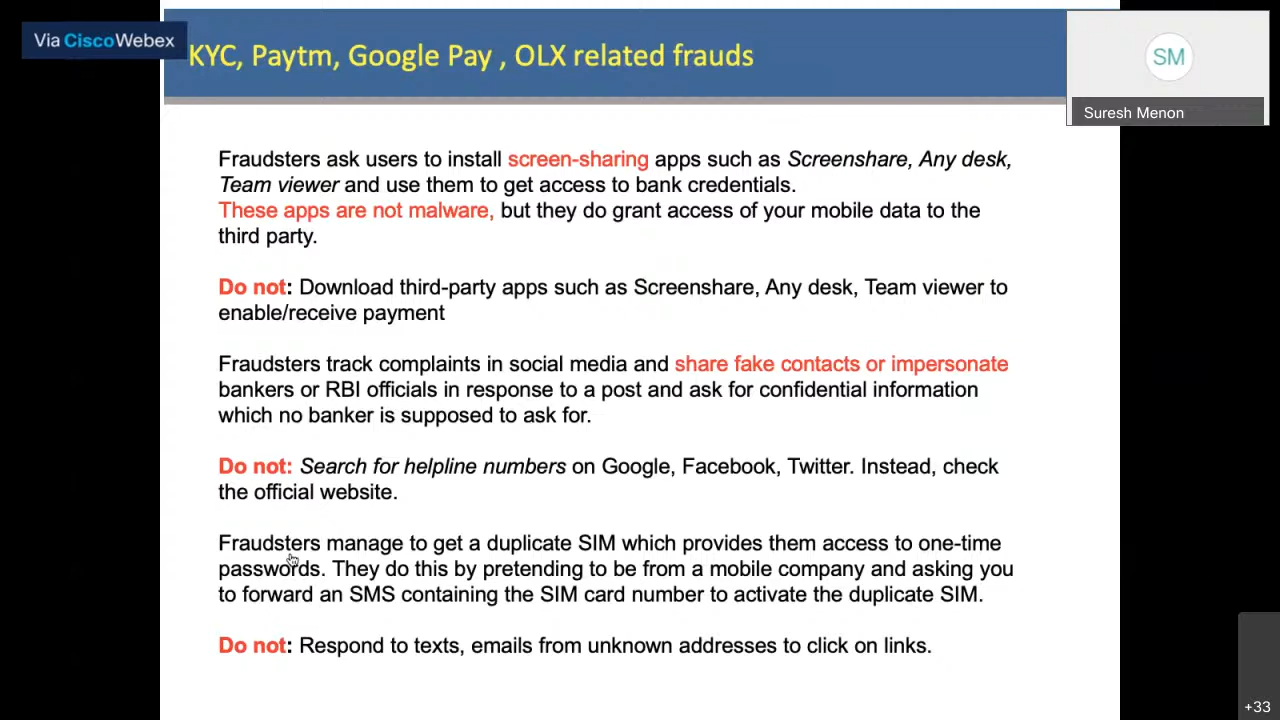 Via Cisco Webex
KYC, Paytm, Google Pay , OLX related frauds
SM
Suresh Menon
Fraudsters ask users to install screen-sharing apps such as Screenshare, Any desk,
Team viewer and use them to get access to bank credentials.
These apps are not malware, but they do grant access of your mobile data to the
third party.
Do not: Download third-party apps such as Screenshare, Any desk, Team viewer to
enable/receive payment
Fraudsters track complaints in social media and share fake contacts or impersonate
bankers or RBI officials in response to a post and ask for confidential information
which no banker is supposed to ask for.
Do not: Search for helpline numbers on Google, Facebook, Twitter. Instead, check
the official website.
Fraudsters manage to get a duplicate SIM which provides them access to one-time
passwords. They do this by pretending to be from a mobile company and asking you
to forward an SMS containing the SIM card number to activate the duplicate SIM.
Do not: Respond to texts, emails from unknown addresses to click on links.
+33